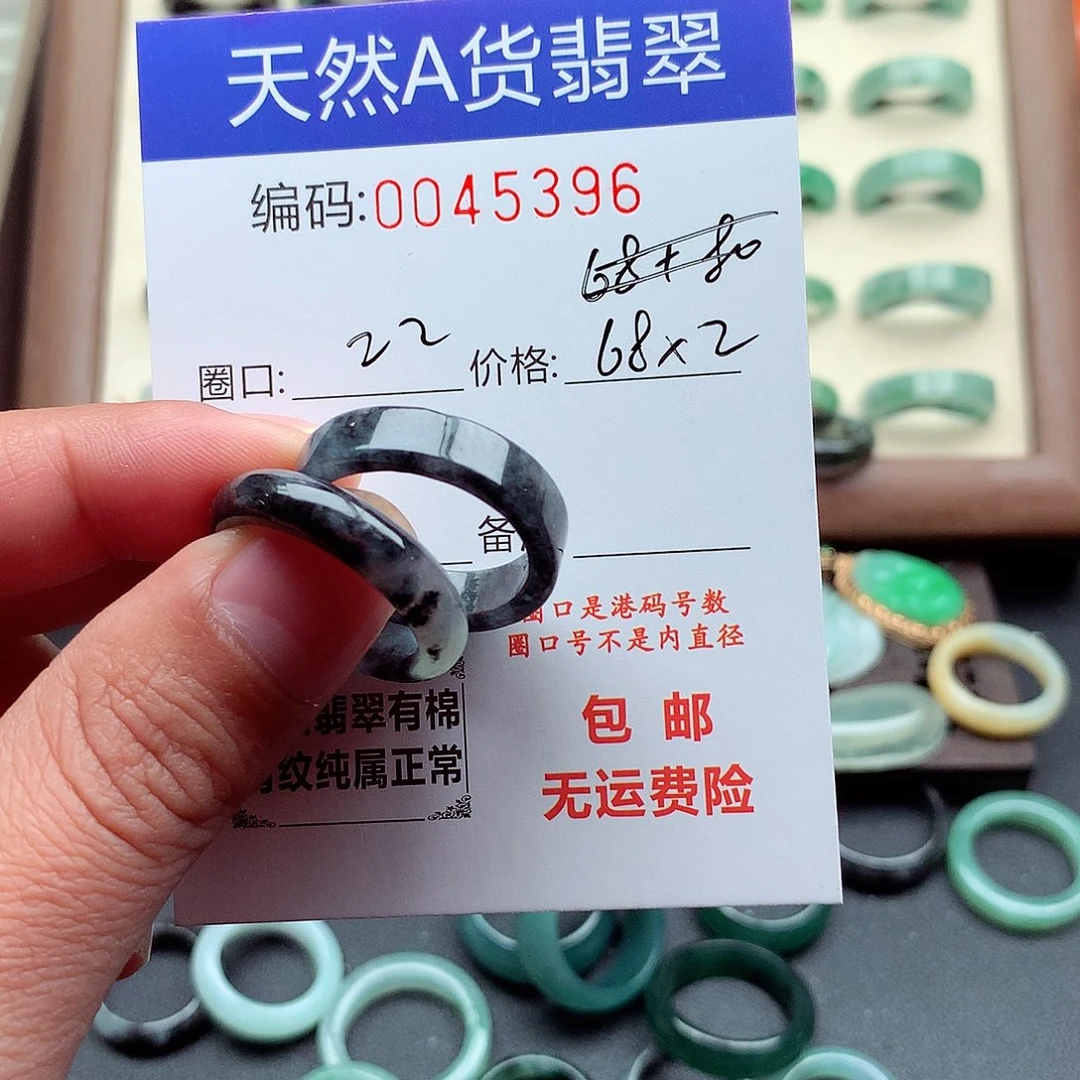 天然A货翡翠
编码:0045396
68+80
圈口: 22 价格: 68×2
备
口是港码号数
圈口号不是内直径
翡翠有棉
纹纯属正常
包邮
无运费险